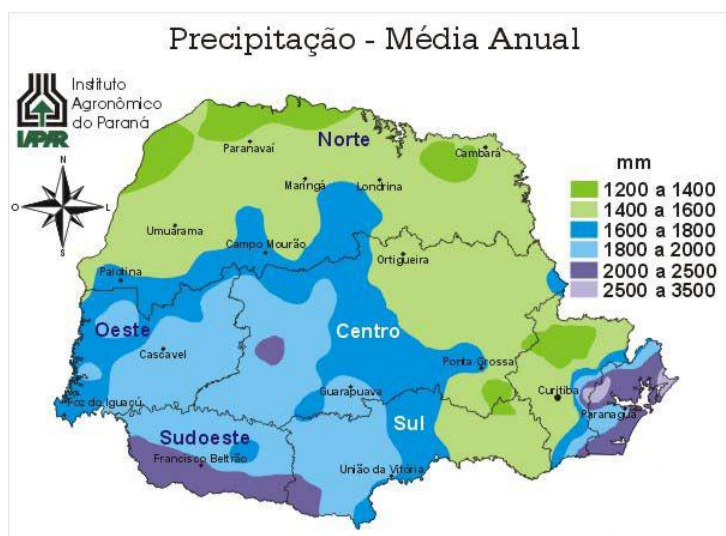 Precipitação - Média Anual
Instituto
Agronômico
do Paraná
IAPAR
N
O
L
S
Norte
Paranavaí
Cambará
Maringá
Londrina
mm
1200 a 1400
1400 a 1600
1600 a 1800
1800 a 2000
2000 a 2500
2500 a 3500
Umuarama
Campo Mourão
Ortigueira
Palotina
Oeste
Centro
Cascavel
Ponta Grossa
Guarapuava
Curitiba
Foz do Iguaçú
Paranaguá
Sul
Sudoeste
Francisco Beltrão
União da Vitória